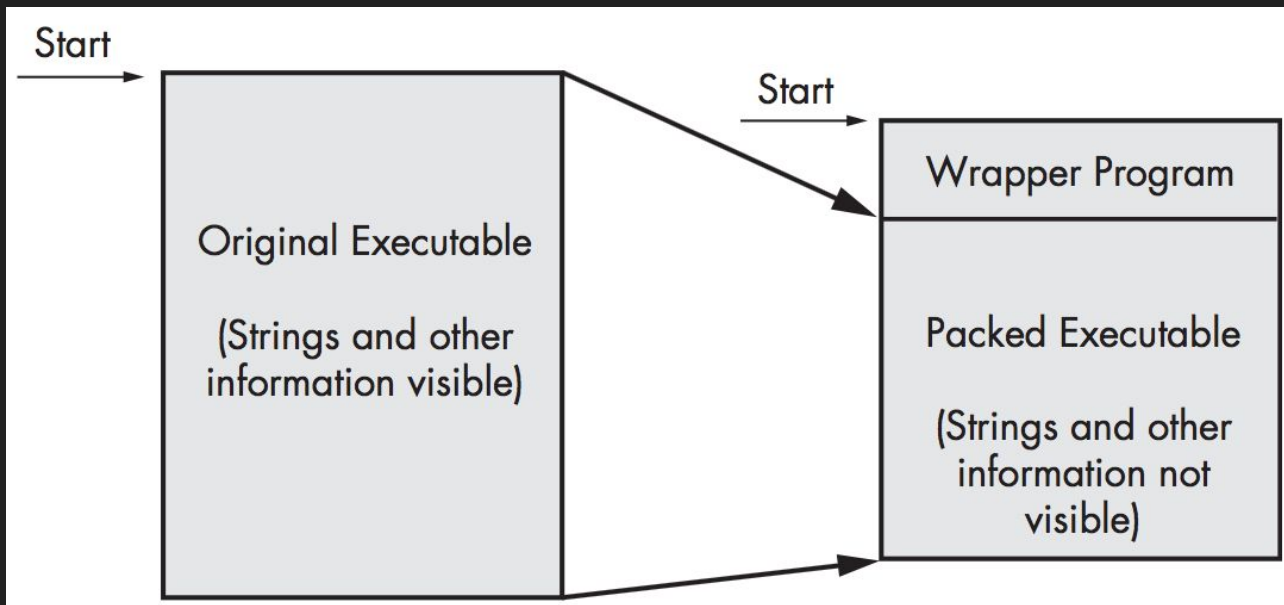 Start
Original Executable
(Strings and other
information visible)
Start
Wrapper Program
Packed Executable
(Strings and other
information not
visible)